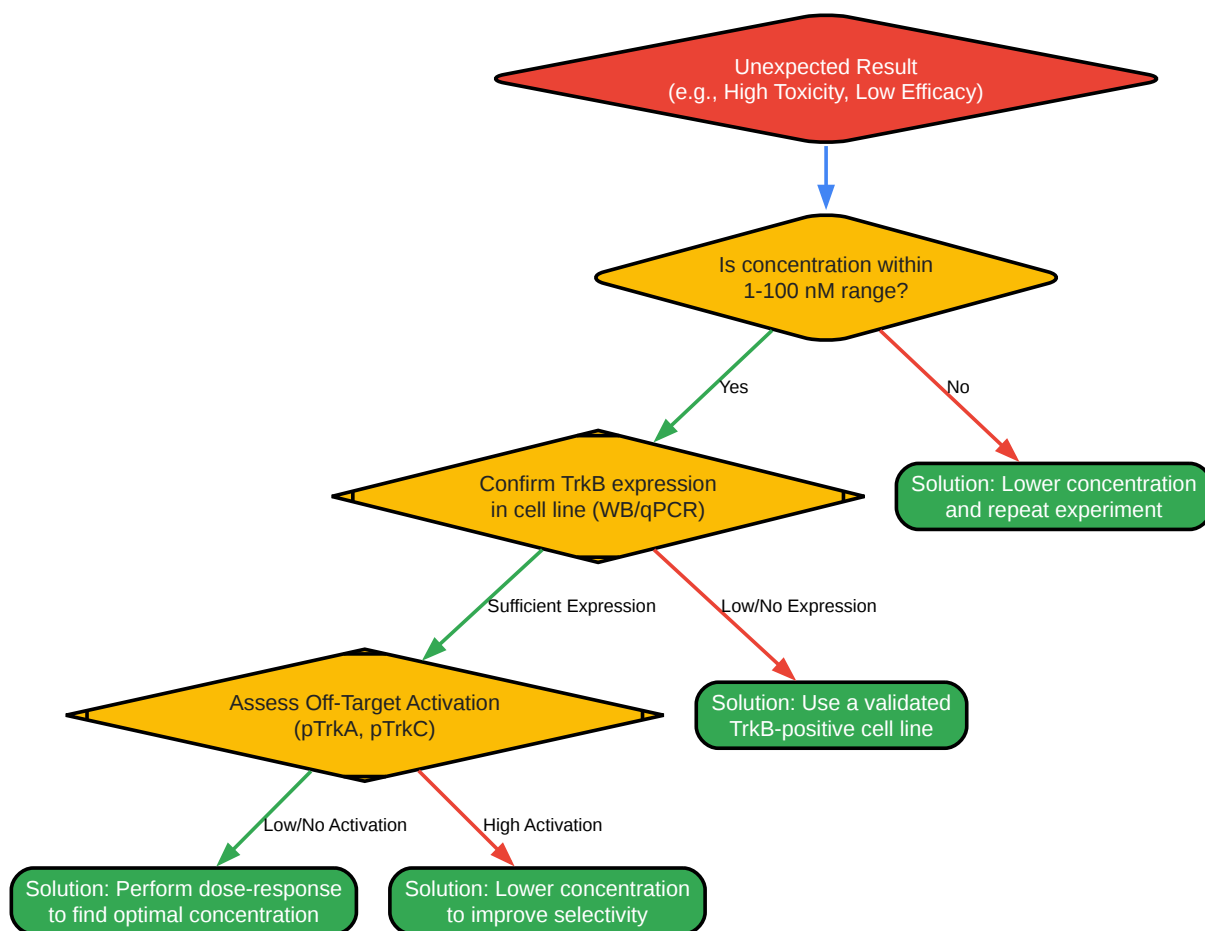 Unexpected Result
(e.g., High Toxicity, Low Efficacy)
Is concentration within
1-100 nM range?
Yes
No
Confirm TrkB expression
in cell line (WB/qPCR)
Solution: Lower concentration
and repeat experiment
Sufficient Expression
Low/No Expression
Assess Off-Target Activation
(pTrkA, pTrkC)
Solution: Use a validated
TrkB-positive cell line
Low/No Activation
High Activation
Solution: Perform dose-response
to find optimal concentration
Solution: Lower concentration
to improve selectivity